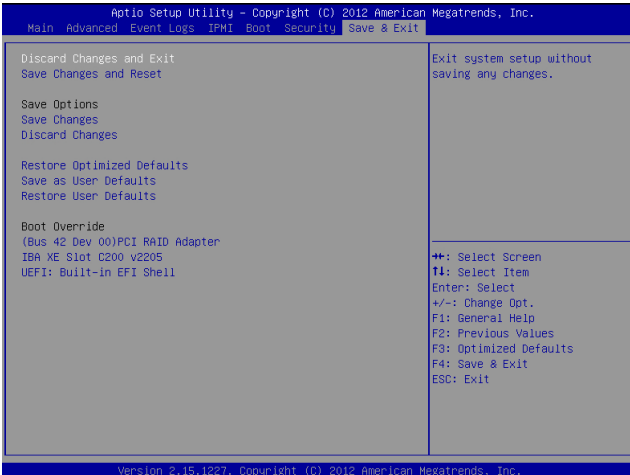 Aptio Setup Utility – Copyright (C) 2012 American Megatrends, Inc.
Main Advanced Event Logs IPMI Boot Security Save & Exit
Discard Changes and Exit
Save Changes and Reset
Save Options
Save Changes
Discard Changes
Restore Optimized Defaults
Save as User Defaults
Restore User Defaults
Boot Override
(Bus 42 Dev 00)PCI RAID Adapter
IBA XE Slot C200 v2205
UEFI: Built-in EFI Shell
Exit system setup without
saving any changes.
→←: Select Screen
↑↓: Select Item
Enter: Select
+/-: Change Opt.
F1: General Help
F2: Previous Values
F3: Optimized Defaults
F4: Save & Exit
ESC: Exit
Version 2.15.1227. Copyright (C) 2012 American Megatrends, Inc.